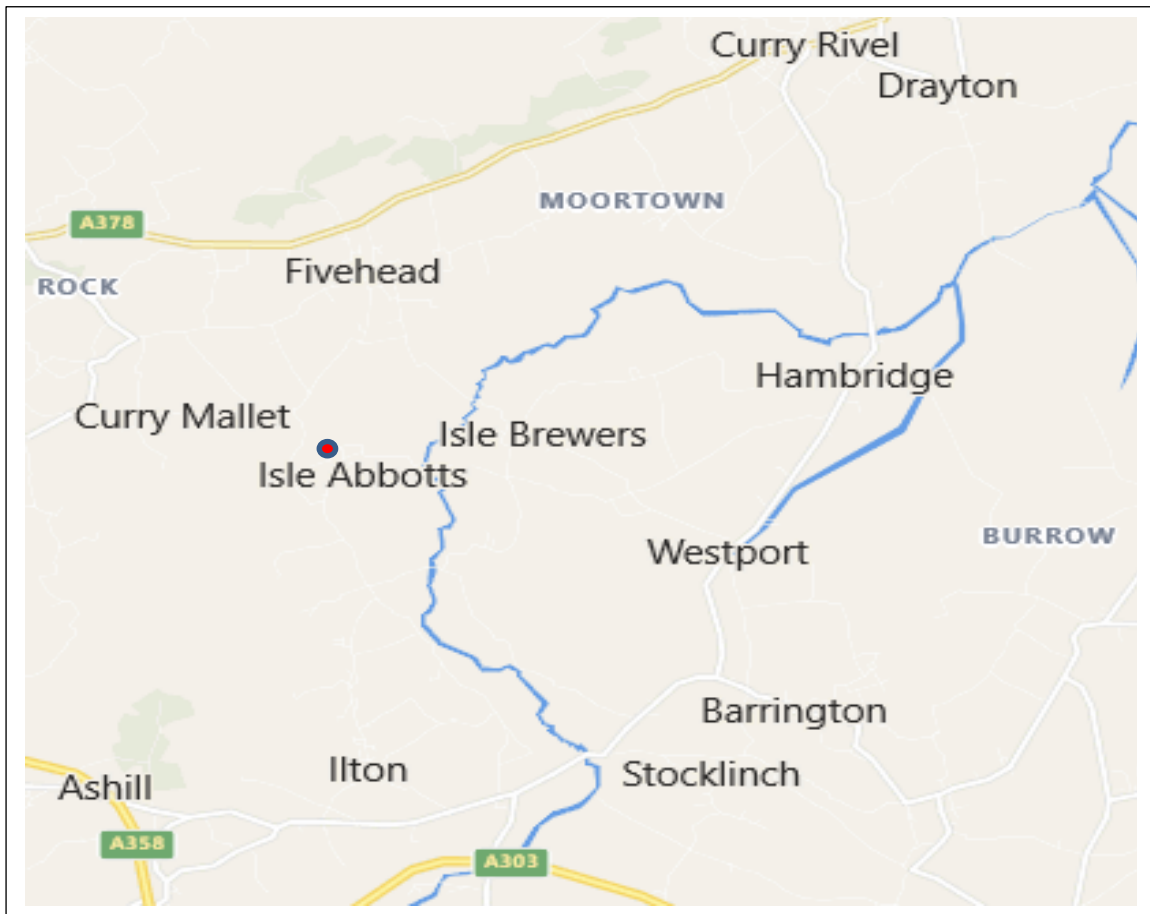 Curry Rivel
Drayton
MOORTOWN
A378
Fivehead
ROCK
Hambridge
Curry Mallet
Isle Brewers
Isle Abbotts
BURROW
Westport
Barrington
Ilton
Stocklinch
Ashill
A358
A303